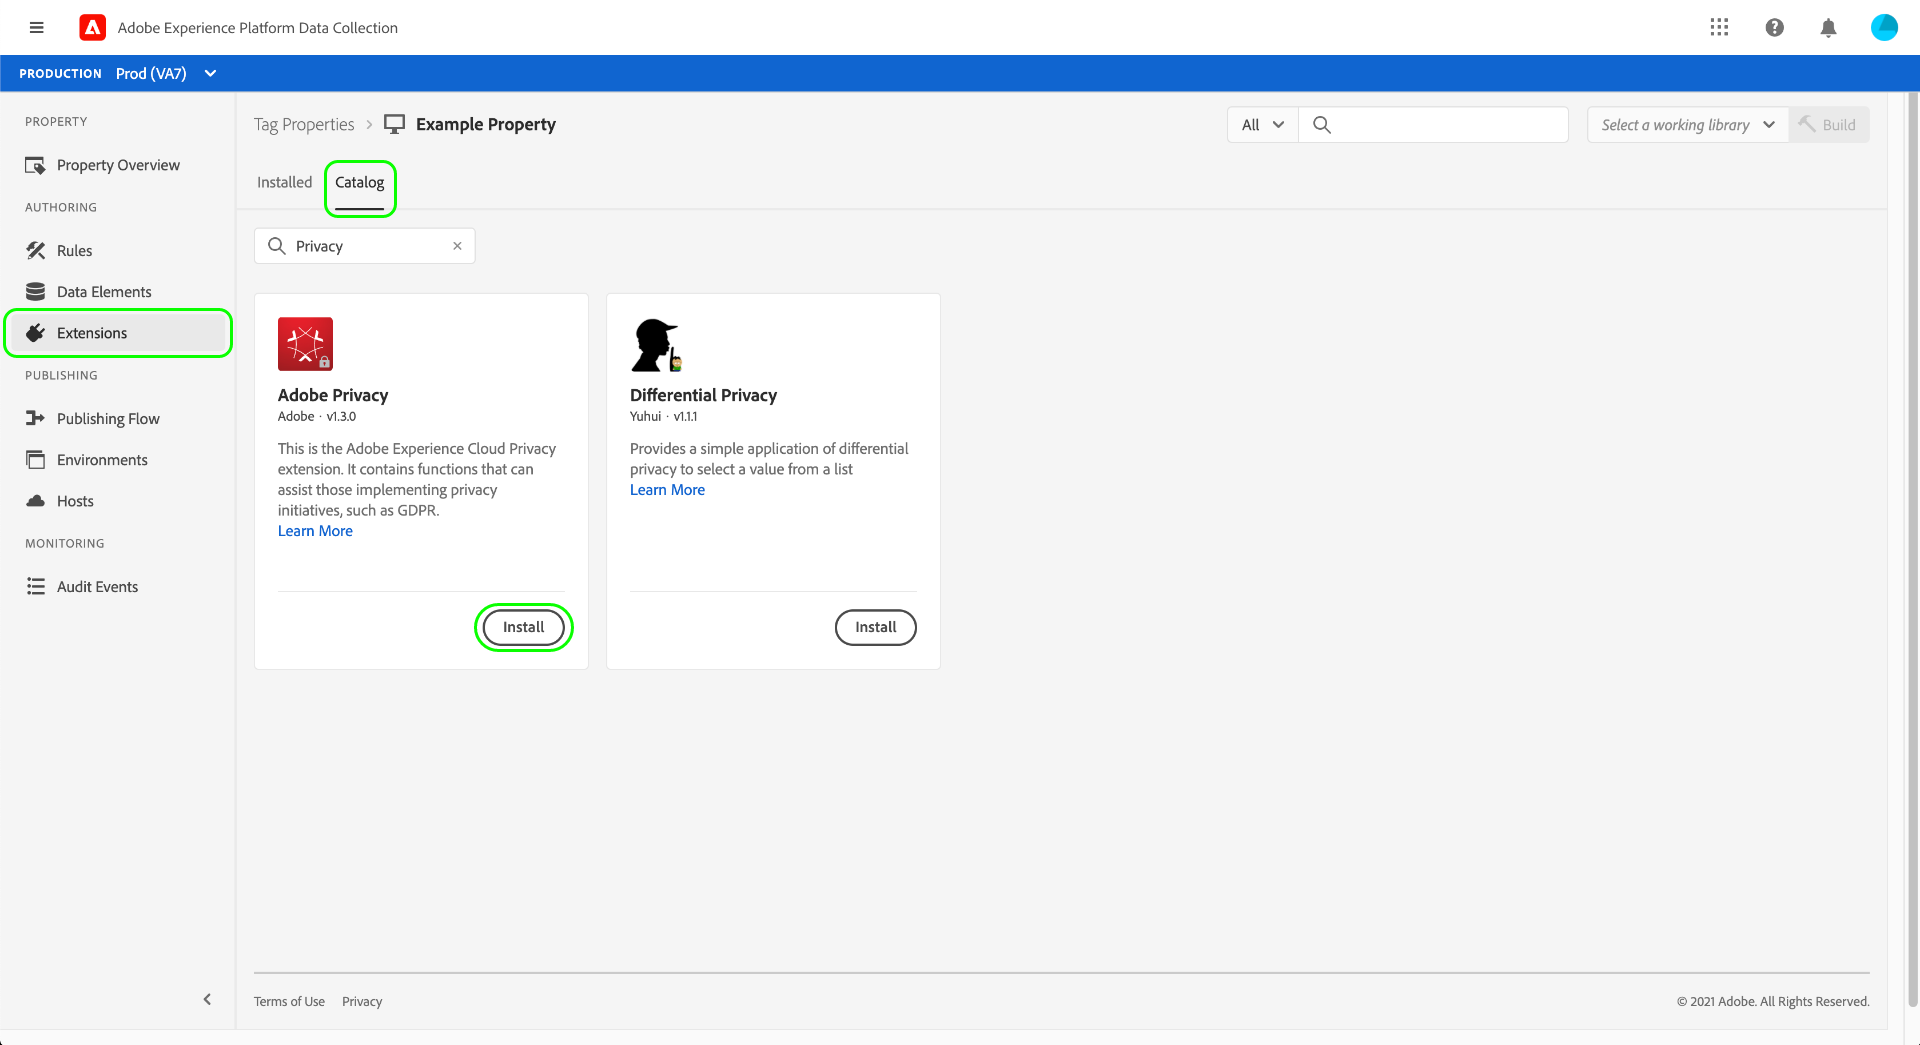 Adobe Experience Platform Data Collection
PRODUCTION Prod (VA7)
PROPERTY
Property Overview
AUTHORING
Rules
Data Elements
Extensions
PUBLISHING
Publishing Flow
Environments
Hosts
MONITORING
Audit Events
Tag Properties > Example Property
All
Select a working library
Build
Installed
Catalog
Privacy
Adobe Privacy
Adobe · v1.3.0
This is the Adobe Experience Cloud Privacy
extension. It contains functions that can
assist those implementing privacy
initiatives, such as GDPR.
Learn More
Install
Differential Privacy
Yuhui · v1.1.1
Provides a simple application of differential
privacy to select a value from a list
Learn More
Install
Terms of Use Privacy
© 2021 Adobe. All Rights Reserved.